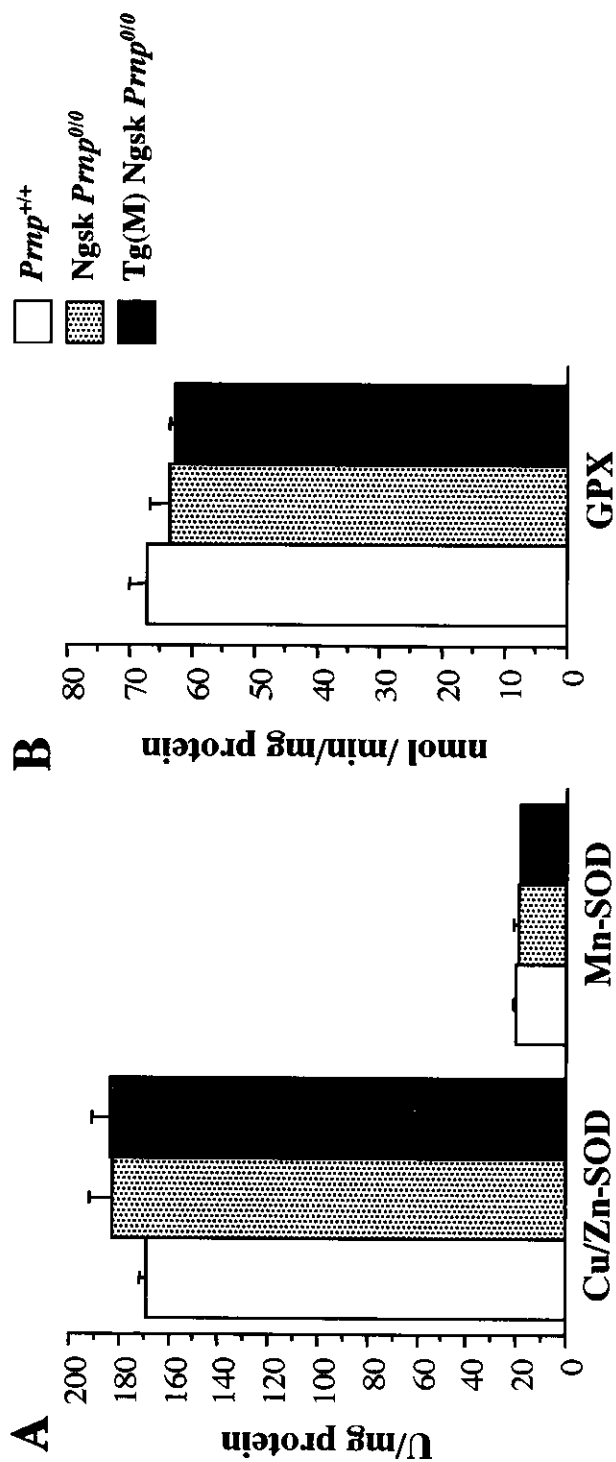 A
U/mg protein
200
180
160
140
120
100
80
60
40
20
0
Cu/Zn-SOD
Mn-SOD
B
nmol/min/mg protein
80
70
60
50
40
30
20
10
0
GPX
Prnp+/+
Ngsk Prnp0/0
Tg(M) Ngsk Prnp0/0